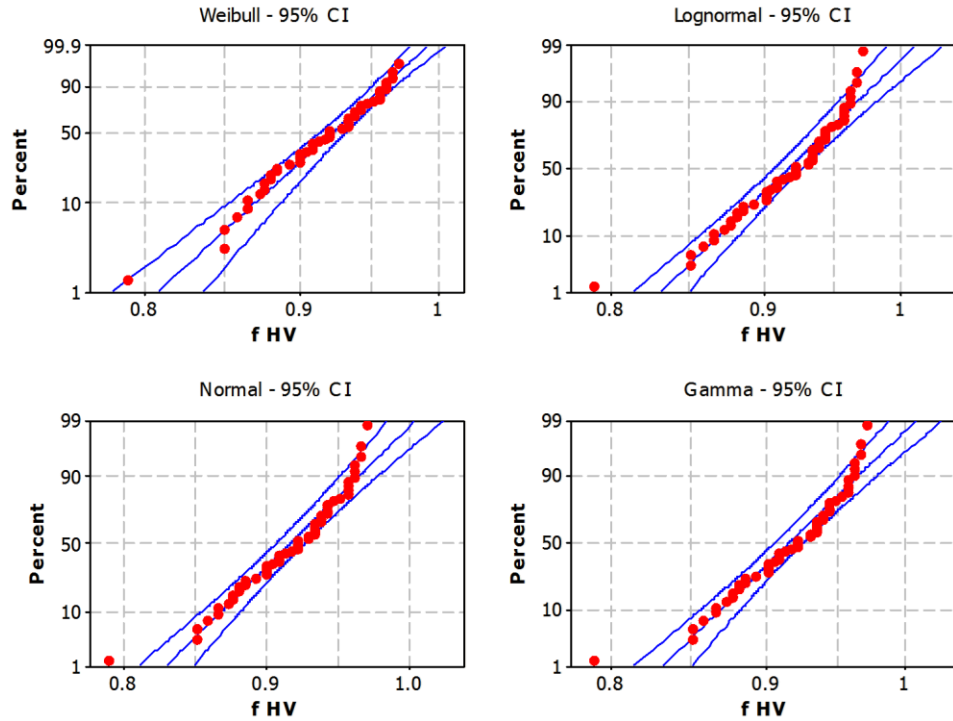 Weibull - 95% CI
Lognormal - 95% CI
99.9
90
50
10
1
Percent
0.8
0.9
1
f HV
99
90
50
10
1
Percent
0.8
0.9
1
f HV
Normal - 95% CI
Gamma - 95% CI
99
90
50
10
1
Percent
0.8
0.9
1.0
f HV
99
90
50
10
1
Percent
0.8
0.9
1
f HV